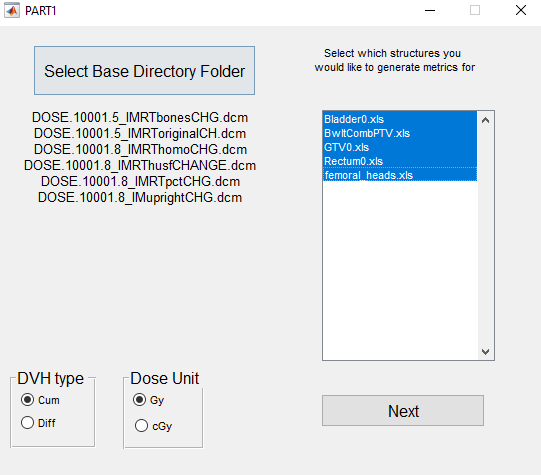 PART1
Select Base Directory Folder
DOSE.10001.5_IMRTbonesCHG.dcm
DOSE.10001.5_IMRToriginalCH.dcm
DOSE.10001.8_IMRThomoCHG.dcm
DOSE.10001.8_IMRThusfCHANGE.dcm
DOSE.10001.8_IMRTpctCHG.dcm
DOSE.10001.8_IMuprightCHG.dcm
Select which structures you
would like to generate metrics for
Bladder0.xls
BwltCombPTV.xls
GTV0.xls
Rectum0.xls
femoral_heads.xls
DVH type
Cum
Diff
Dose Unit
Gy
cGy
Next